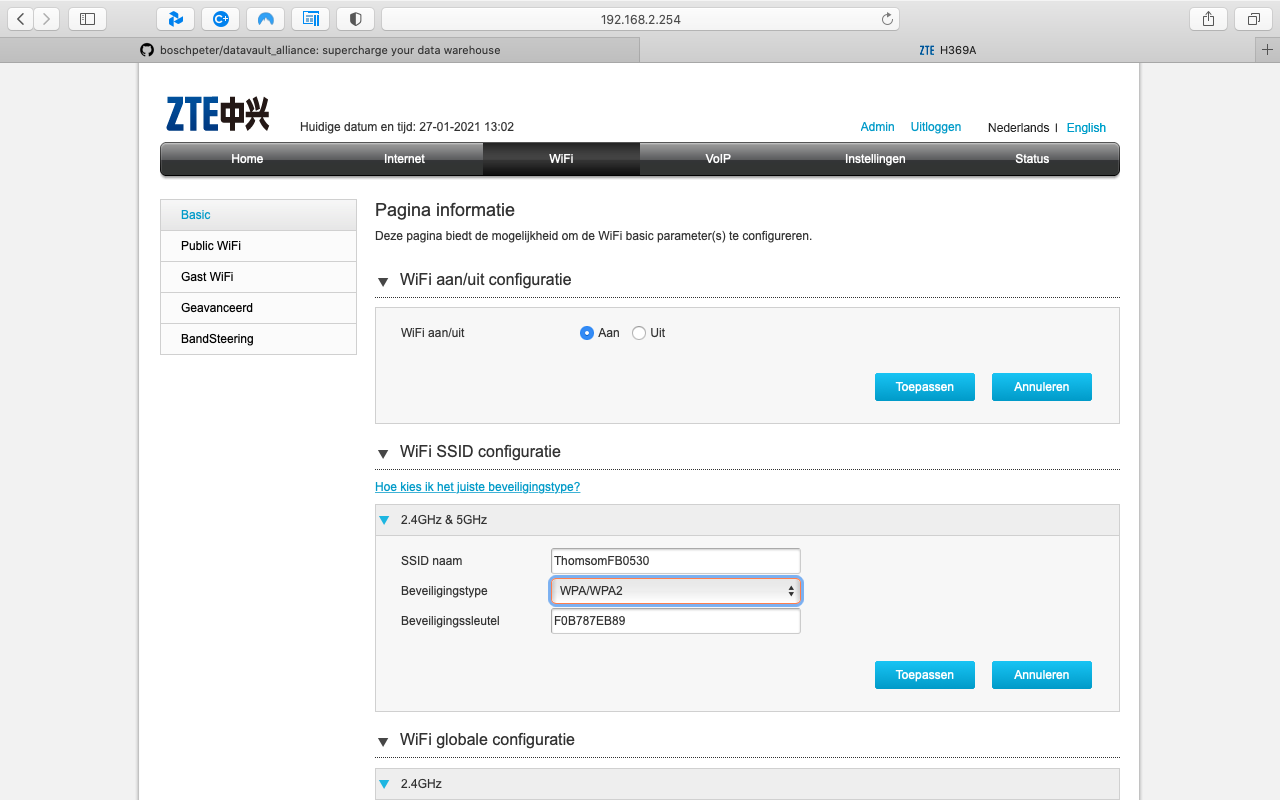 192.168.2.254
boschpeter/datavault_alliance: supercharge your data warehouse
ZTE H369A
ZTE中兴
Huidige datum en tijd: 27-01-2021 13:02
Admin Uitloggen Nederlands | English
Home Internet WiFi VoIP Instellingen Status
Basic
Public WiFi
Gast WiFi
Geavanceerd
BandSteering
Pagina informatie
Deze pagina biedt de mogelijkheid om de WiFi basic parameter(s) te configureren.
WiFi aan/uit configuratie
WiFi aan/uit Aan Uit
Toepassen Annuleren
WiFi SSID configuratie
Hoe kies ik het juiste beveiligingstype?
2.4GHz & 5GHz
SSID naam ThomsomFB0530
Beveiligingstype WPA/WPA2
Beveiligingssleutel F0B787EB89
Toepassen Annuleren
WiFi globale configuratie
2.4GHz